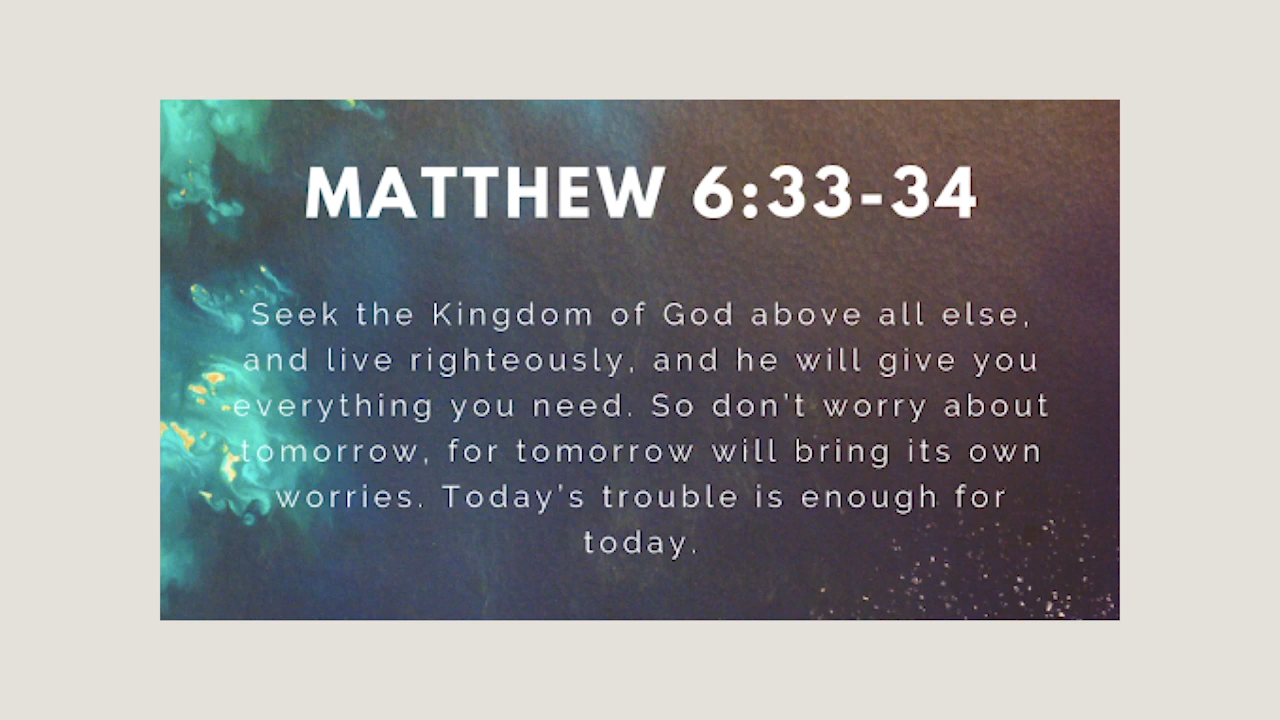 MATTHEW 6:33-34
Seek the Kingdom of God above all else,
and live righteously, and he will give you
everything you need. So don't worry about
tomorrow, for tomorrow will bring its own
worries. Today's trouble is enough for
today.